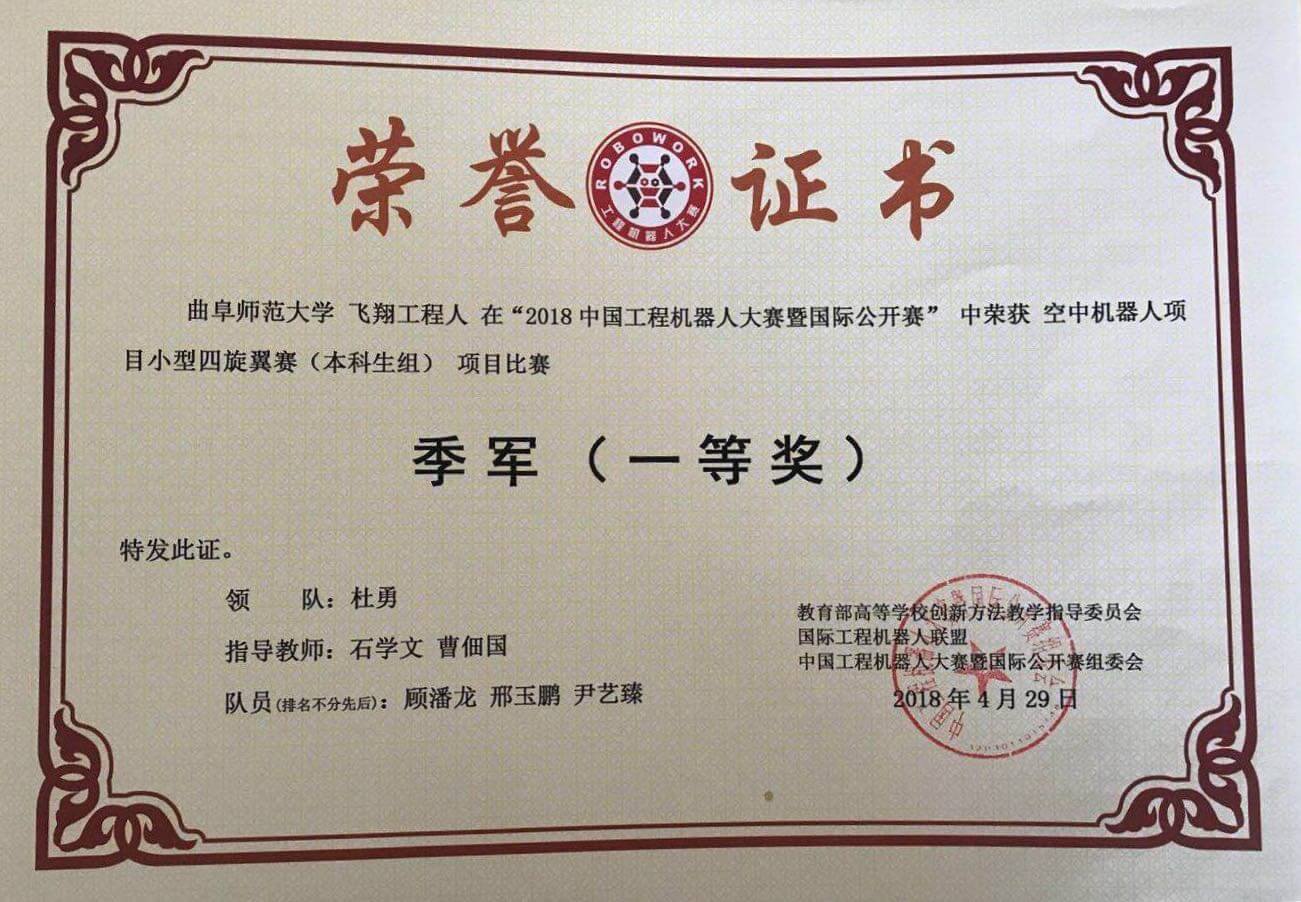 荣誉证书
ROBOWORK
工程机器人大赛
曲阜师范大学 飞翔工程人 在“2018中国工程机器人大赛暨国际公开赛” 中荣获 空中机器人项
目小型四旋翼赛（本科生组） 项目比赛
季军（一等奖）
特发此证。
领 队：杜勇
指导教师：石学文 曹佃国
队员(排名不分先后)：顾潘龙 邢玉鹏 尹艺臻
教育部高等学校创新方法教学指导委员会
国际工程机器人联盟
中国工程机器人大赛暨国际公开赛组委会
2018年4月29日